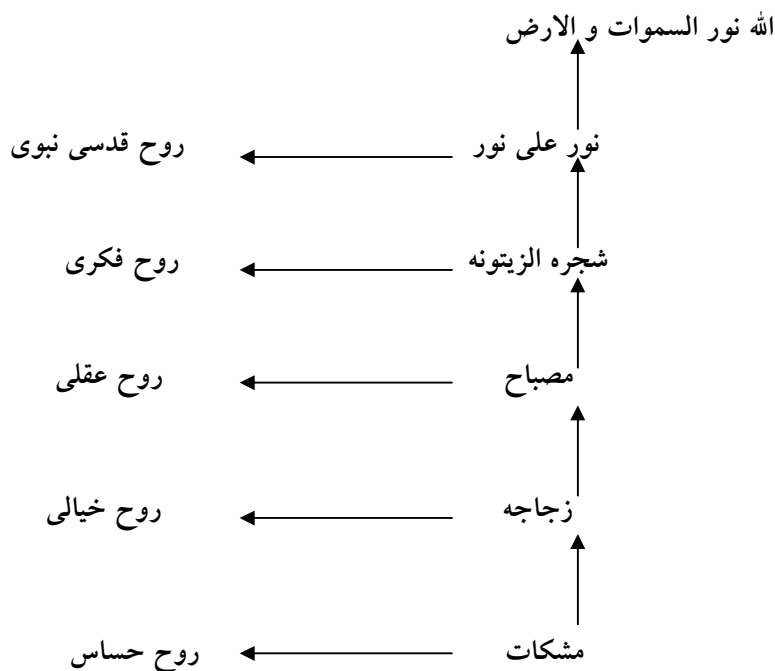 الله نور السموات و الارض
نور علی نور روح قدسی نبوی
شجره الزیتونه روح فکری
مصباح روح عقلی
زجاجه روح خیالی
مشکات روح حساس